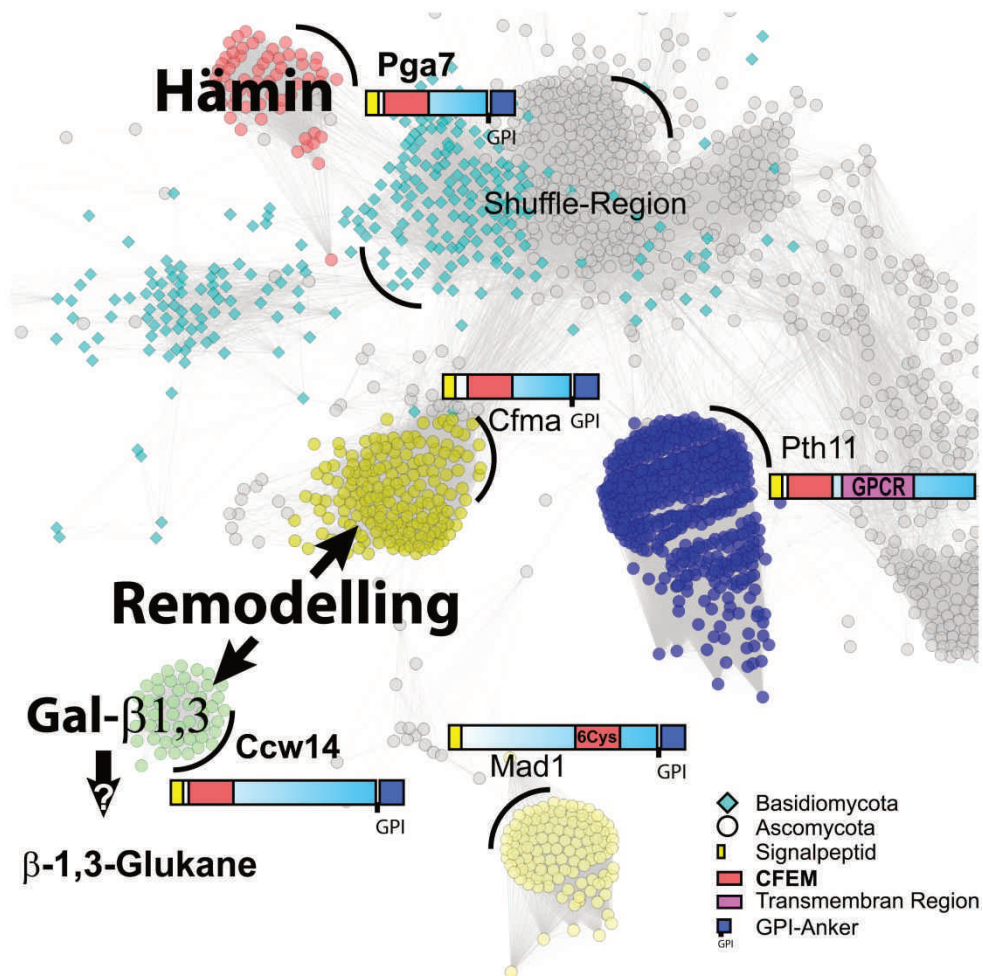 Hämin
Pga7
GPI
Shuffle-Region
Cfma
GPI
Pth11
GPCR
Remodelling
Gal-β1,3
?
β-1,3-Glukane
Ccw14
GPI
6Cys
Mad1
GPI
Basidiomycota
Ascomycota
Signalpeptid
CFEM
Transmembran Region
GPI-Anker
GPI